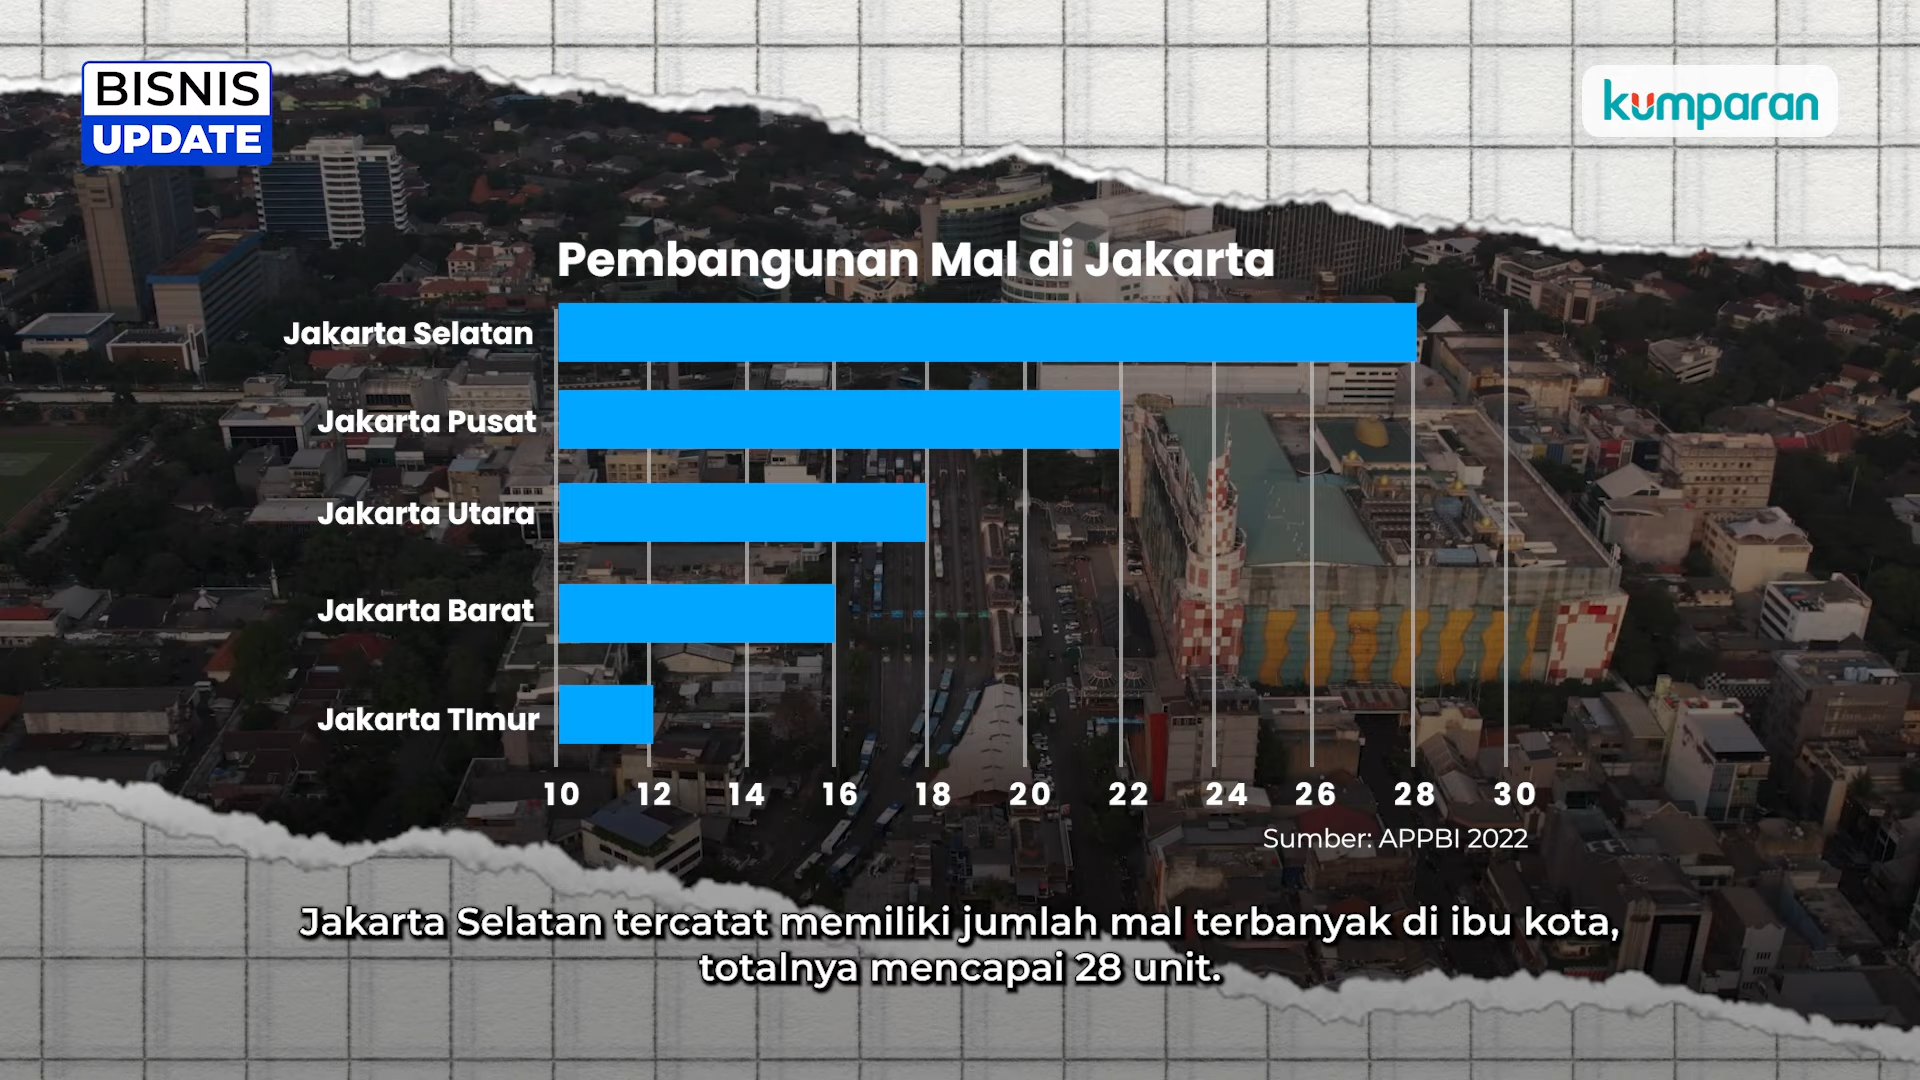 BISNIS
UPDATE
kumparan
Pembangunan Mal di Jakarta
Jakarta Selatan
Jakarta Pusat
Jakarta Utara
Jakarta Barat
Jakarta TImur
10 12 14 16 18 20 22 24 26 28 30
Sumber: APPBI 2022
Jakarta Selatan tercatat memiliki jumlah mal terbanyak di ibu kota,
totalnya mencapai 28 unit.